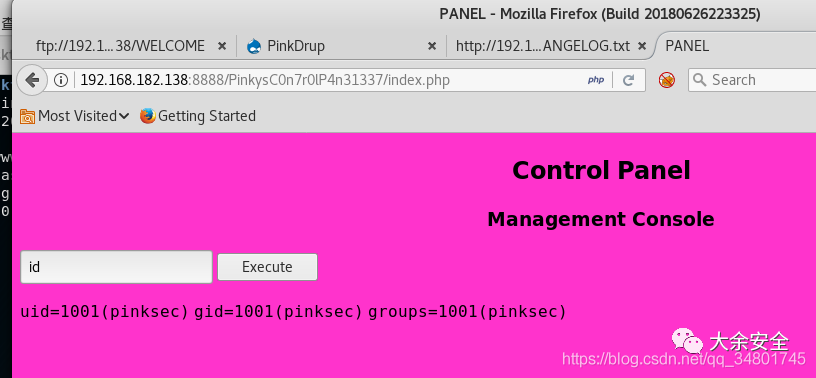 PANEL - Mozilla Firefox (Build 20180626223325)
ftp://192.1...38/WELCOME × PinkDrup × http://192.1...ANGELOG.txt × PANEL
192.168.182.138:8888/PinkysC0n7r0lP4n31337/index.php php Search
Most Visited Getting Started
Control Panel
Management Console
id Execute
uid=1001(pinksec) gid=1001(pinksec) groups=1001(pinksec)
大余安全
https://blog.csdn.net/qq_34801745